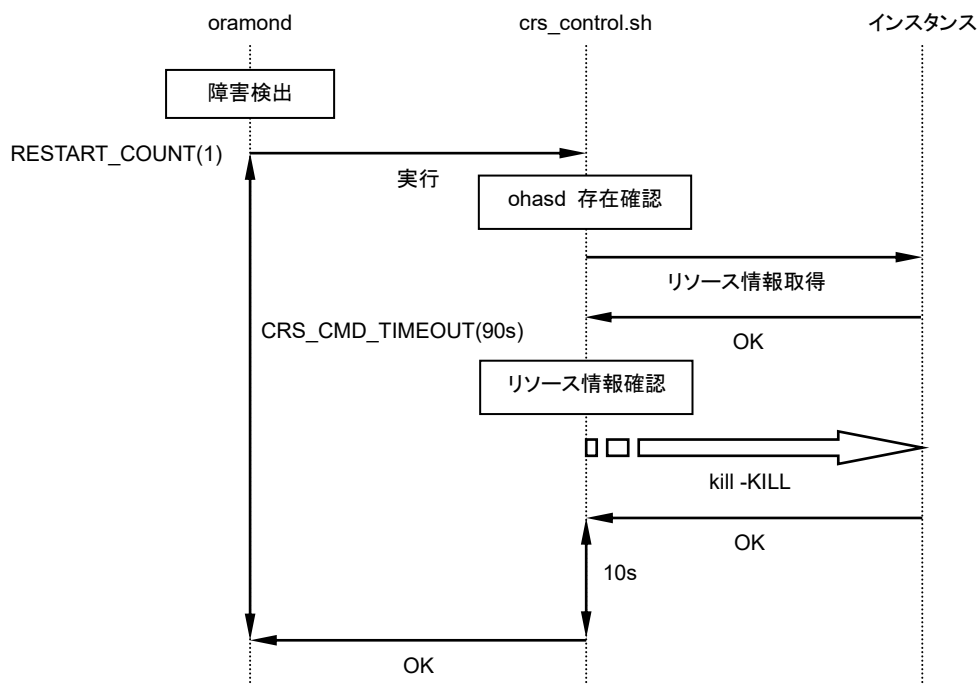 oramond
crs_control.sh
インスタンス
障害検出
RESTART_COUNT(1)
実行
ohasd 存在確認
リソース情報取得
CRS_CMD_TIMEOUT(90s)
OK
リソース情報確認
kill -KILL
OK
10s
OK